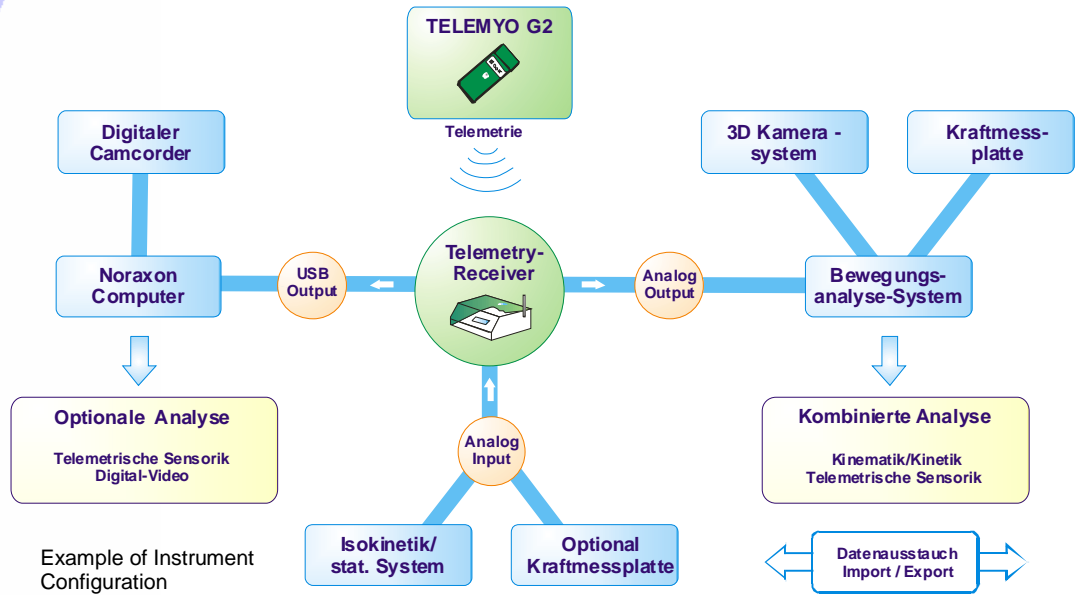 TELEMYO G2
Telemetrie
Digitaler
Camcorder
3D Kamera -
system
Kraftmess-
platte
Noraxon
Computer
USB
Output
Telemetry-
Receiver
Analog
Output
Bewegungs-
analyse-System
Optionale Analyse
Telemetrische Sensorik
Digital-Video
Analog
Input
Kombinierte Analyse
Kinematik/Kinetik
Telemetrische Sensorik
Isokinetik/
stat. System
Optional
Kraftmessplatte
Datenausstauch
Import / Export
Example of Instrument
Configuration